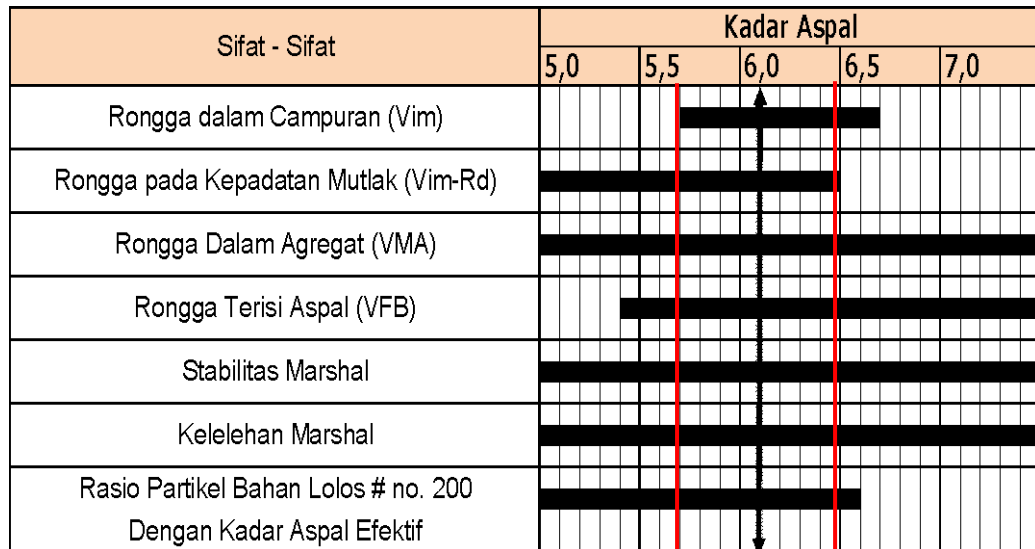 Sifat - Sifat
Kadar Aspal
5,0 5,5 6,0 6,5 7,0
Rongga dalam Campuran (Vim)
Rongga pada Kepadatan Mutlak (Vim-Rd)
Rongga Dalam Agregat (VMA)
Rongga Terisi Aspal (VFB)
Stabilitas Marshal
Kelelehan Marshal
Rasio Partikel Bahan Lolos # no. 200
Dengan Kadar Aspal Efektif